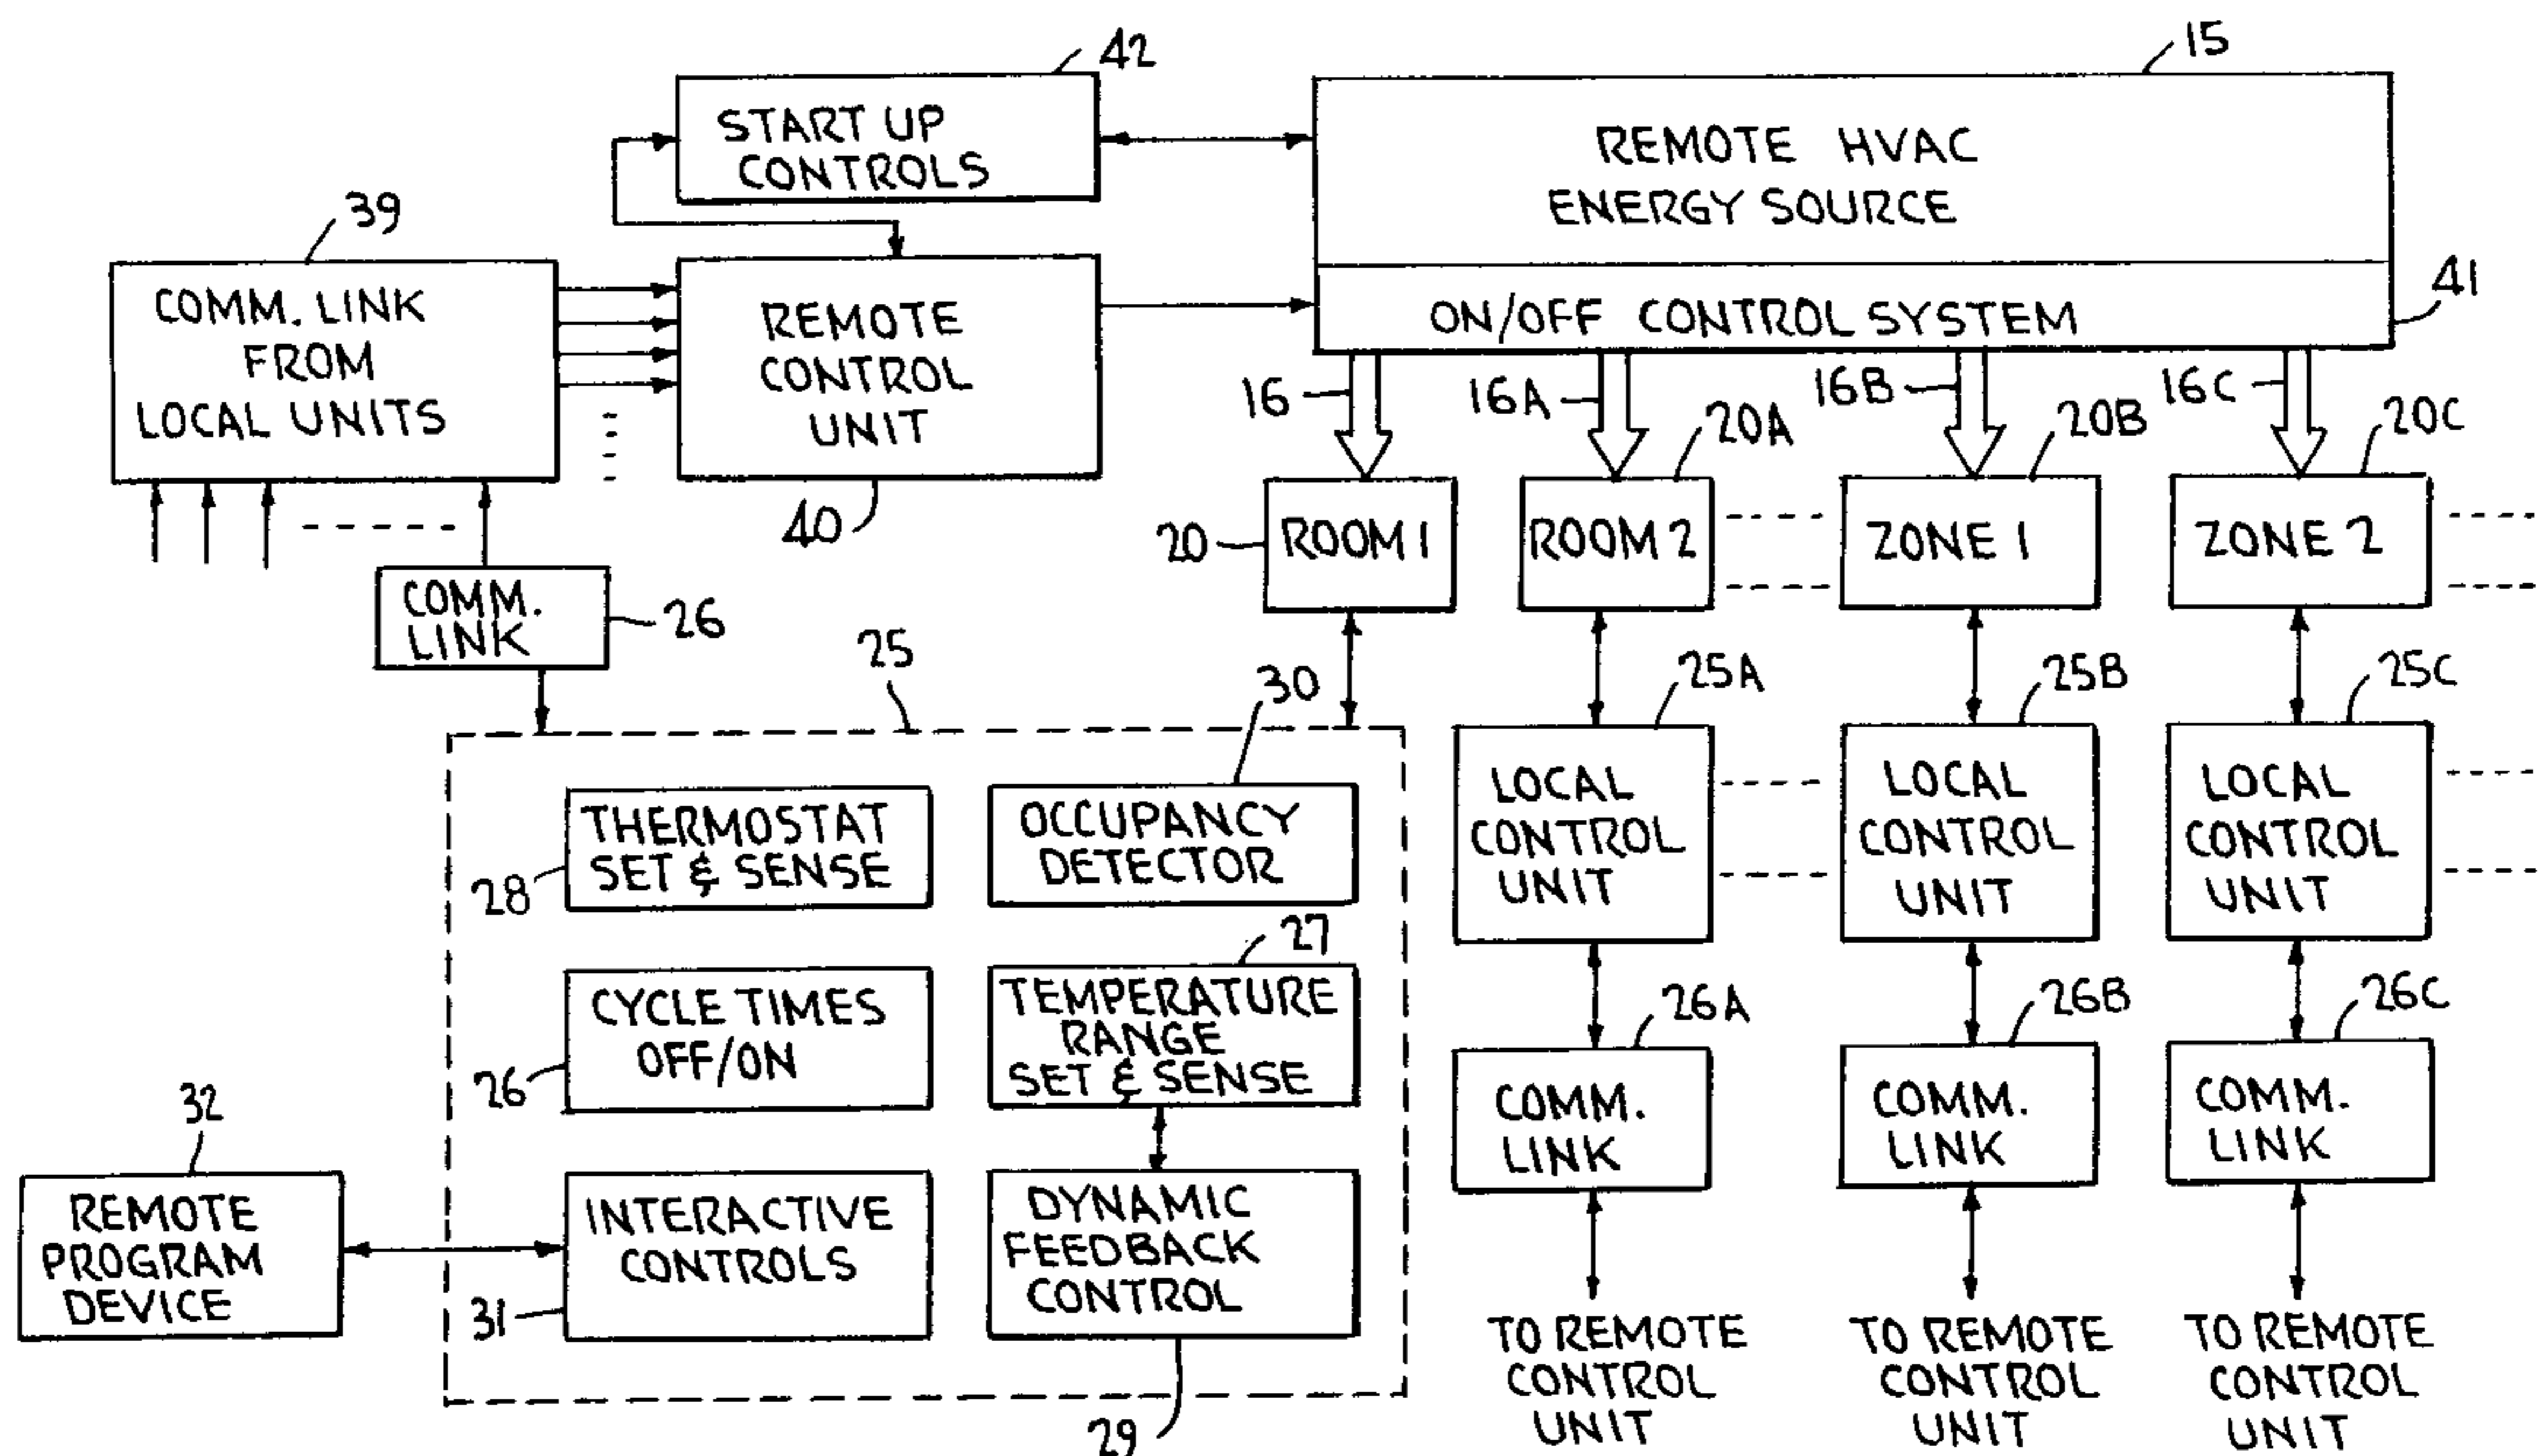 42
START UP
CONTROLS
15
REMOTE HVAC
ENERGY SOURCE
39
COMM. LINK
FROM
LOCAL UNITS
REMOTE
CONTROL
UNIT
40
41
ON/OFF CONTROL SYSTEM
16
16A
16B
16C
20
ROOM 1
20A
ROOM 2
20B
ZONE 1
20C
ZONE 2
COMM.
LINK
26
25
30
THERMOSTAT
SET & SENSE
28
OCCUPANCY
DETECTOR
27
CYCLE TIMES
OFF/ON
26
TEMPERATURE
RANGE
SET & SENSE
32
REMOTE
PROGRAM
DEVICE
INTERACTIVE
CONTROLS
31
DYNAMIC
FEEDBACK
CONTROL
29
25A
LOCAL
CONTROL
UNIT
25B
LOCAL
CONTROL
UNIT
25C
LOCAL
CONTROL
UNIT
26A
COMM.
LINK
26B
COMM.
LINK
26C
COMM.
LINK
TO REMOTE
CONTROL
UNIT
TO REMOTE
CONTROL
UNIT
TO REMOTE
CONTROL
UNIT